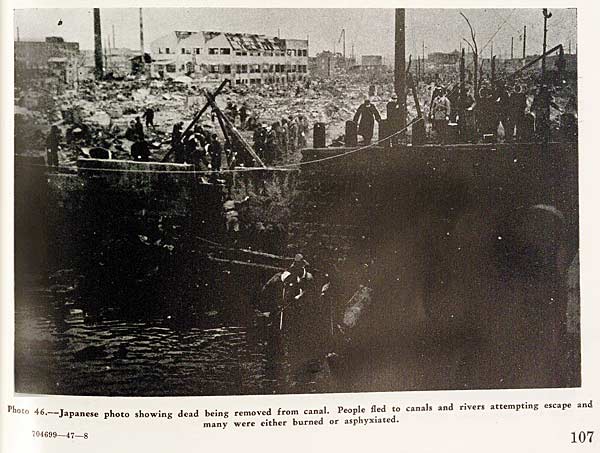 Photo 46.—Japanese photo showing dead being removed from canal. People fled to canals and rivers attempting escape and
many were either burned or asphyxiated.
704699—47—8
107